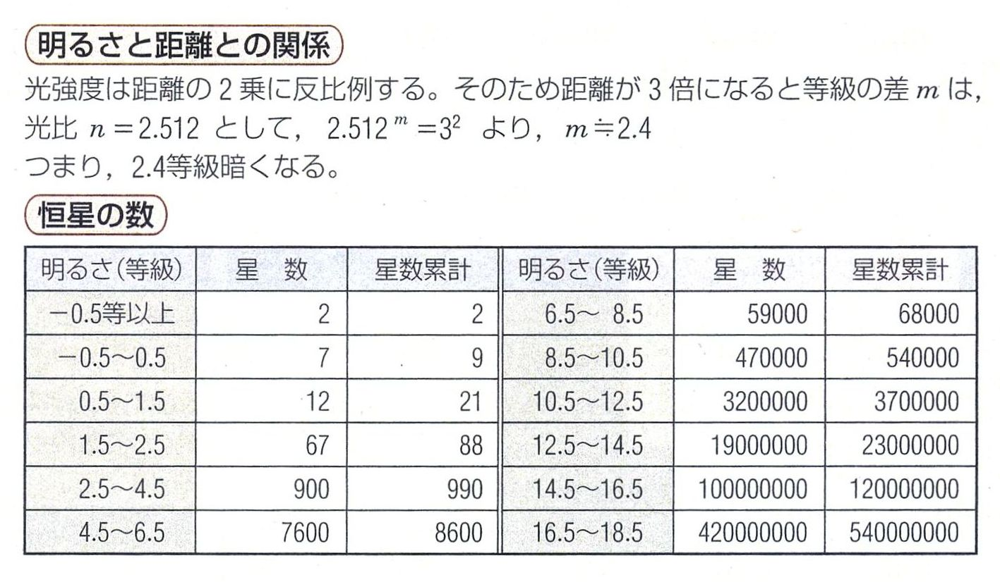 明るさと距離との関係
光強度は距離の2乗に反比例する。そのため距離が3倍になると等級の差 m は,
光比 n =2.512 として, 2.512ᵐ =3² より, m≒2.4
つまり, 2.4等級暗くなる。
恒星の数
明るさ(等級) 星 数 星数累計 明るさ(等級) 星 数 星数累計
−0.5等以上 2 2 6.5～ 8.5 59000 68000
−0.5～0.5 7 9 8.5～10.5 470000 540000
0.5～1.5 12 21 10.5～12.5 3200000 3700000
1.5～2.5 67 88 12.5～14.5 19000000 23000000
2.5～4.5 900 990 14.5～16.5 100000000 120000000
4.5～6.5 7600 8600 16.5～18.5 420000000 540000000